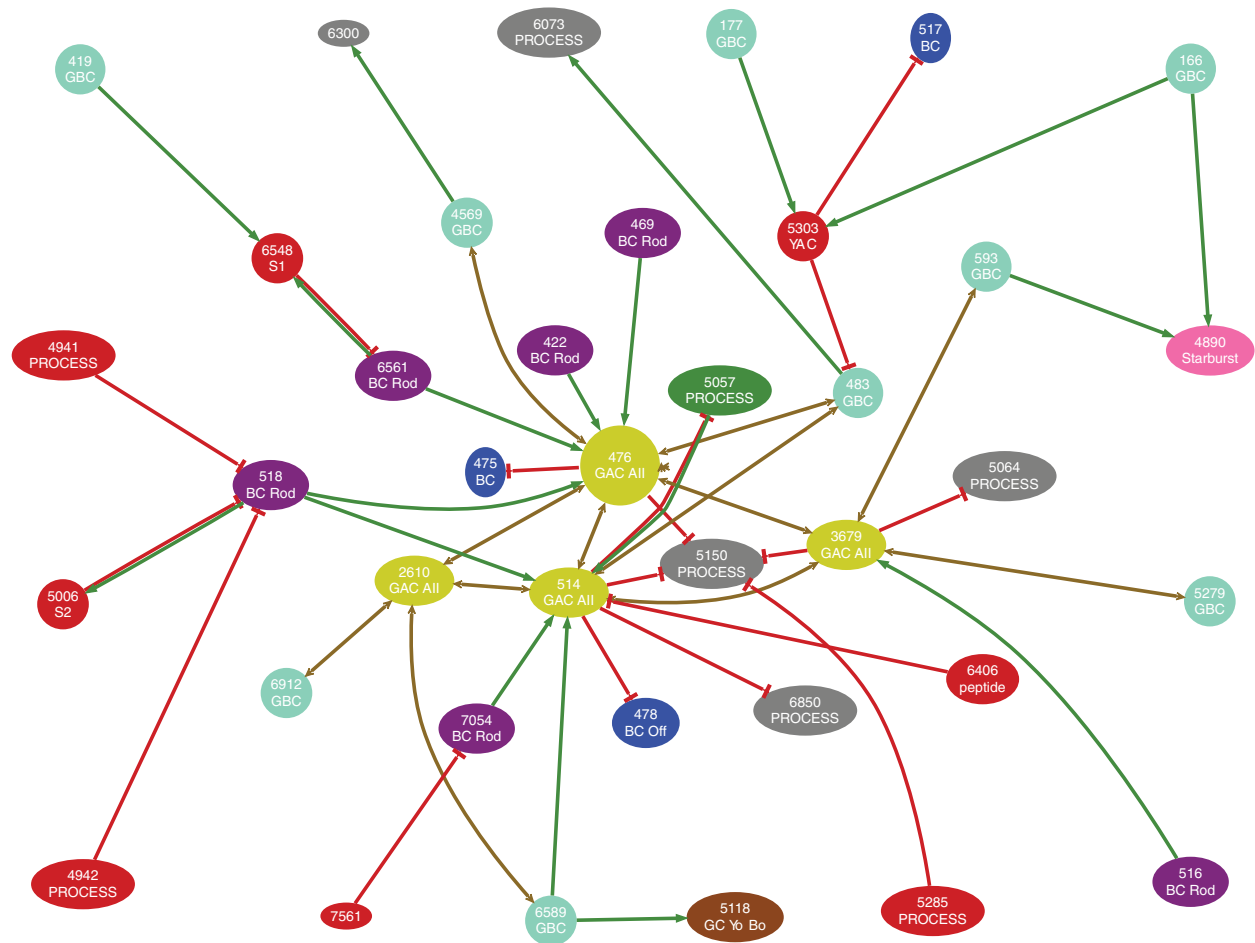 419
GBC
6300
6073
PROCESS
177
GBC
517
BC
166
GBC
4569
GBC
469
BC Rod
5303
YAC
6548
S1
593
GBC
4941
PROCESS
422
BC Rod
4890
Starburst
6561
BC Rod
5057
PROCESS
483
GBC
475
BC
476
GAC All
518
BC Rod
5064
PROCESS
3679
GAC All
5150
PROCESS
2610
GAC All
514
GAC All
5006
S2
5279
GBC
6912
GBC
6406
peptide
7054
BC Rod
478
BC Off
6850
PROCESS
4942
PROCESS
516
BC Rod
7561
6589
GBC
5118
GC Yo Bo
5285
PROCESS